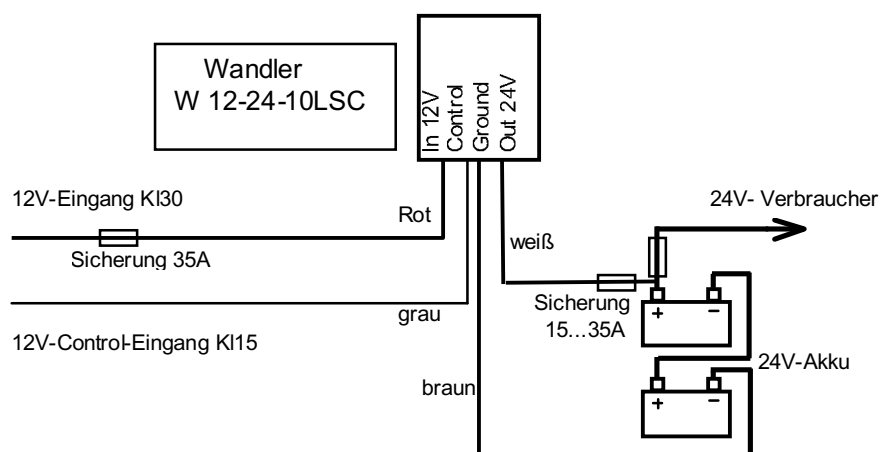 Wandler
W 12-24-10LSC
In 12V
Control
Ground
Out 24V
12V-Eingang Kl30
Rot
Sicherung 35A
weiß
24V- Verbraucher
grau
Sicherung
15...35A
+ -
12V-Control-Eingang Kl15
24V-Akku
braun
+ -